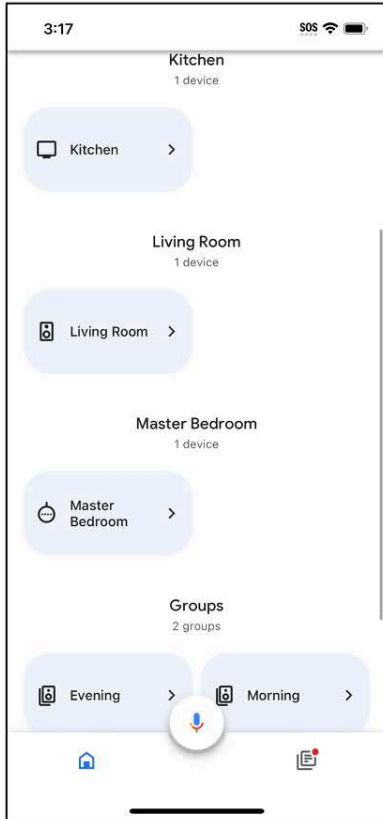 3:17
SOS
Kitchen
1 device
Kitchen
Living Room
1 device
Living Room
Master Bedroom
1 device
Master
Bedroom
Groups
2 groups
Evening
Morning